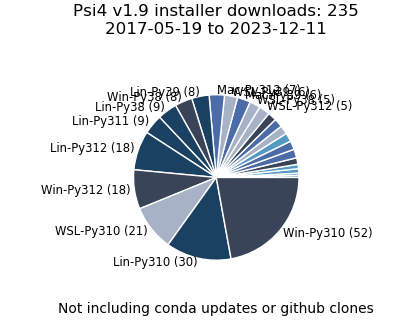 Psi4 v1.9 installer downloads: 235
2017-05-19 to 2023-12-11
Lin-Py39 (8)
Win-Py38 (8)
Lin-Py38 (9)
Lin-Py311 (9)
Lin-Py312 (18)
Win-Py312 (18)
WSL-Py310 (21)
Lin-Py310 (30)
Win-Py310 (52)
WSL-Py312 (5)
Not including conda updates or github clones